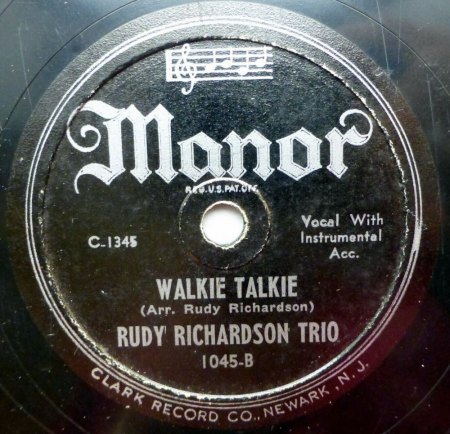 Manor
REG. U.S. PAT. OFF.
C-1345
Vocal With
Instrumental
Acc.
WALKIE TALKIE
(Arr. Rudy Richardson)
RUDY RICHARDSON TRIO
1045-B
CLARK RECORD CO., NEWARK, N. J.